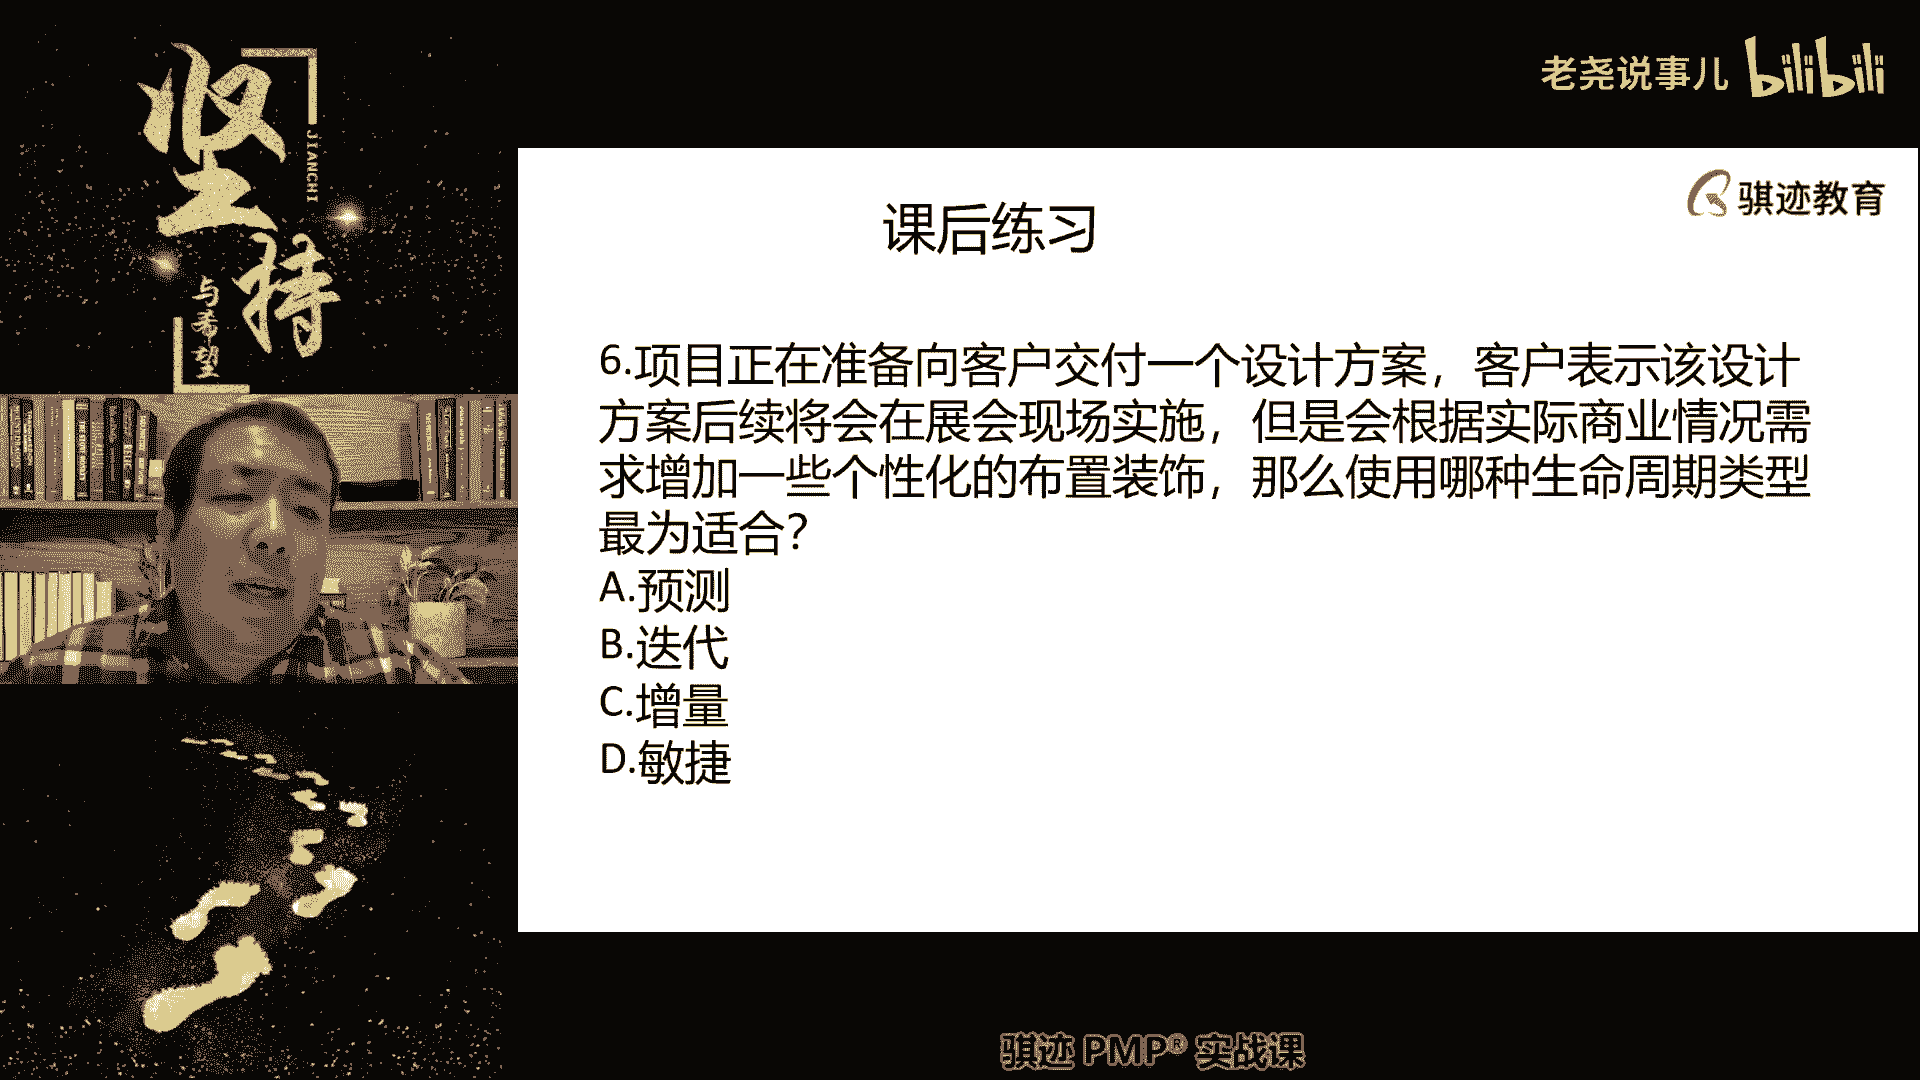 坚持
JIANCHI
与希望
老尧说事儿 bilibili
骐迹教育
课后练习
6.项目正在准备向客户交付一个设计方案，客户表示该设计
方案后续将会在展会现场实施，但是会根据实际商业情况需
求增加一些个性化的布置装饰，那么使用哪种生命周期类型
最为适合？
A.预测
B.迭代
C.增量
D.敏捷
骐迹 PMP® 实战课